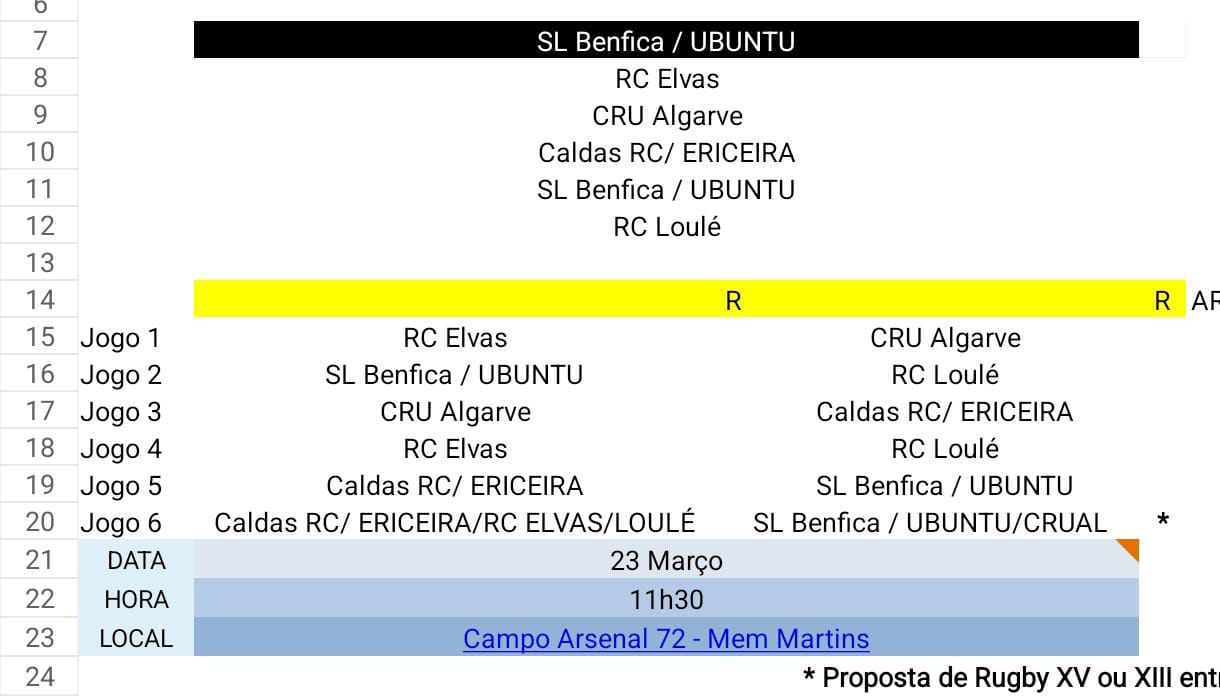 6
7 SL Benfica / UBUNTU
8 RC Elvas
9 CRU Algarve
10 Caldas RC/ ERICEIRA
11 SL Benfica / UBUNTU
12 RC Loulé
13
14 R R AR
15 Jogo 1 RC Elvas CRU Algarve
16 Jogo 2 SL Benfica / UBUNTU RC Loulé
17 Jogo 3 CRU Algarve Caldas RC/ ERICEIRA
18 Jogo 4 RC Elvas RC Loulé
19 Jogo 5 Caldas RC/ ERICEIRA SL Benfica / UBUNTU
20 Jogo 6 Caldas RC/ ERICEIRA/RC ELVAS/LOULÉ SL Benfica / UBUNTU/CRUAL *
21 DATA 23 Março
22 HORA 11h30
23 LOCAL Campo Arsenal 72 - Mem Martins
24 * Proposta de Rugby XV ou XIII ent